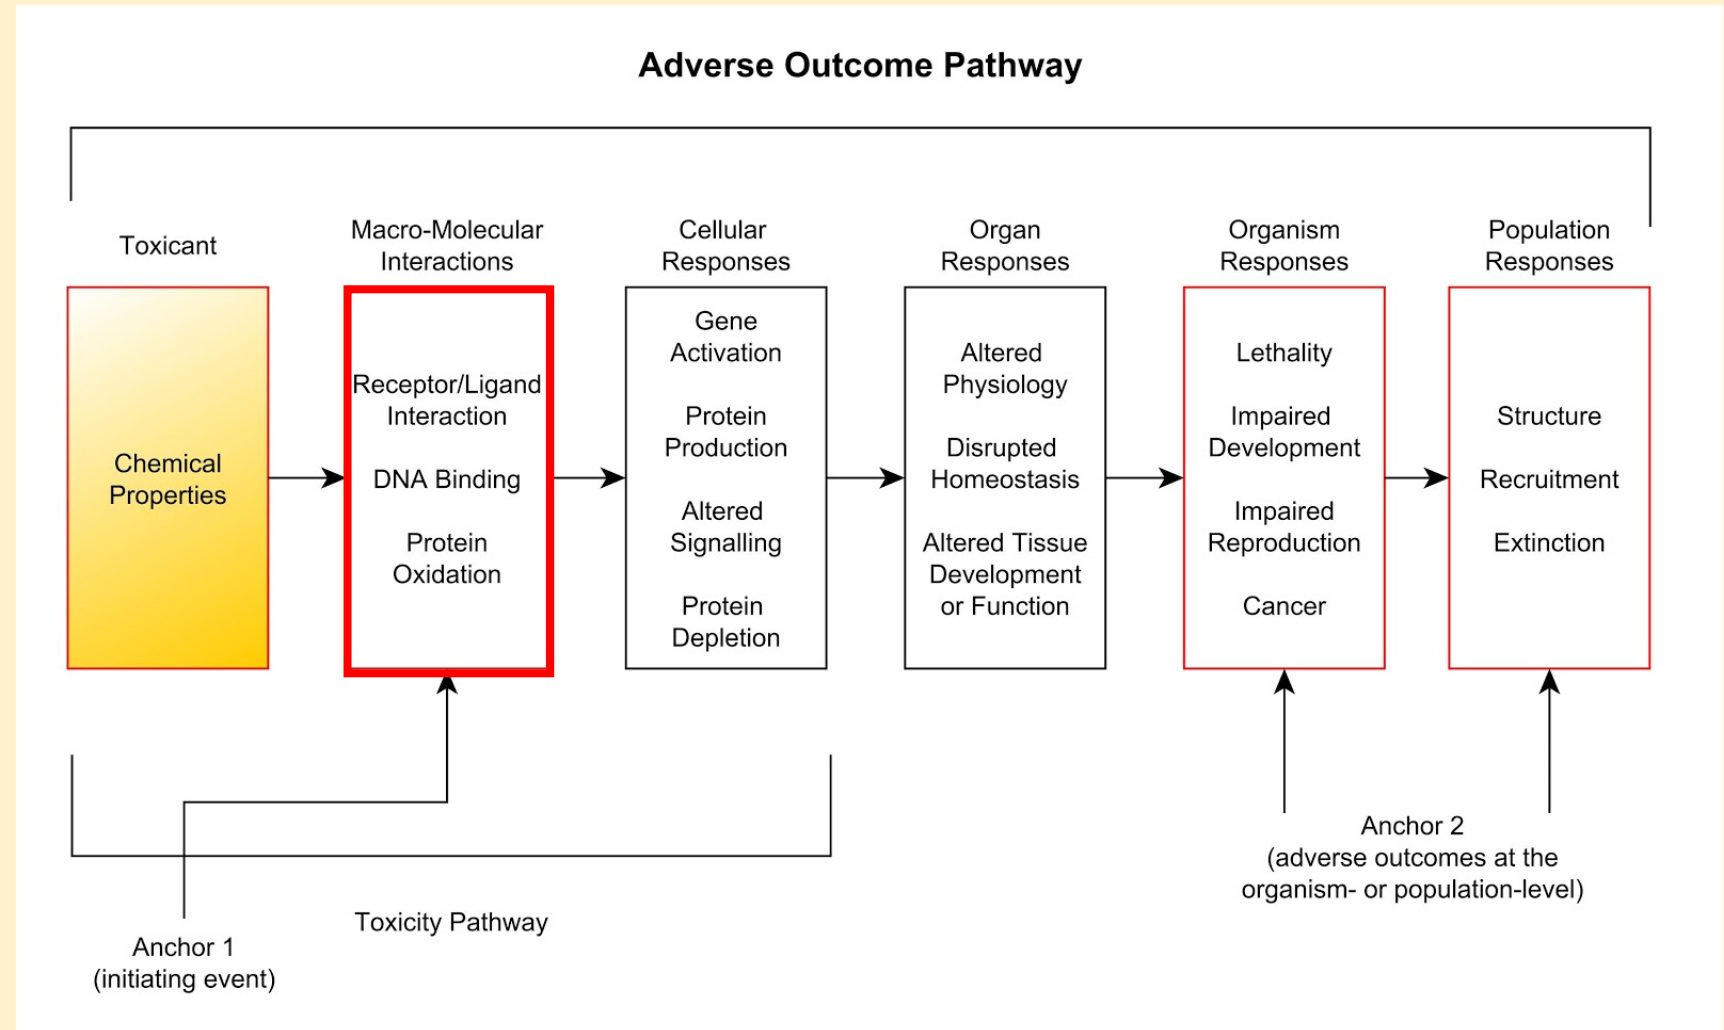 Adverse Outcome Pathway
Toxicant
Chemical
Properties
Macro-Molecular
Interactions
Receptor/Ligand
Interaction
DNA Binding
Protein
Oxidation
Cellular
Responses
Gene
Activation
Protein
Production
Altered
Signalling
Protein
Depletion
Organ
Responses
Altered
Physiology
Disrupted
Homeostasis
Altered Tissue
Development
or Function
Organism
Responses
Lethality
Impaired
Development
Impaired
Reproduction
Cancer
Population
Responses
Structure
Recruitment
Extinction
Anchor 1
(initiating event)
Toxicity Pathway
Anchor 2
(adverse outcomes at the
organism- or population-level)